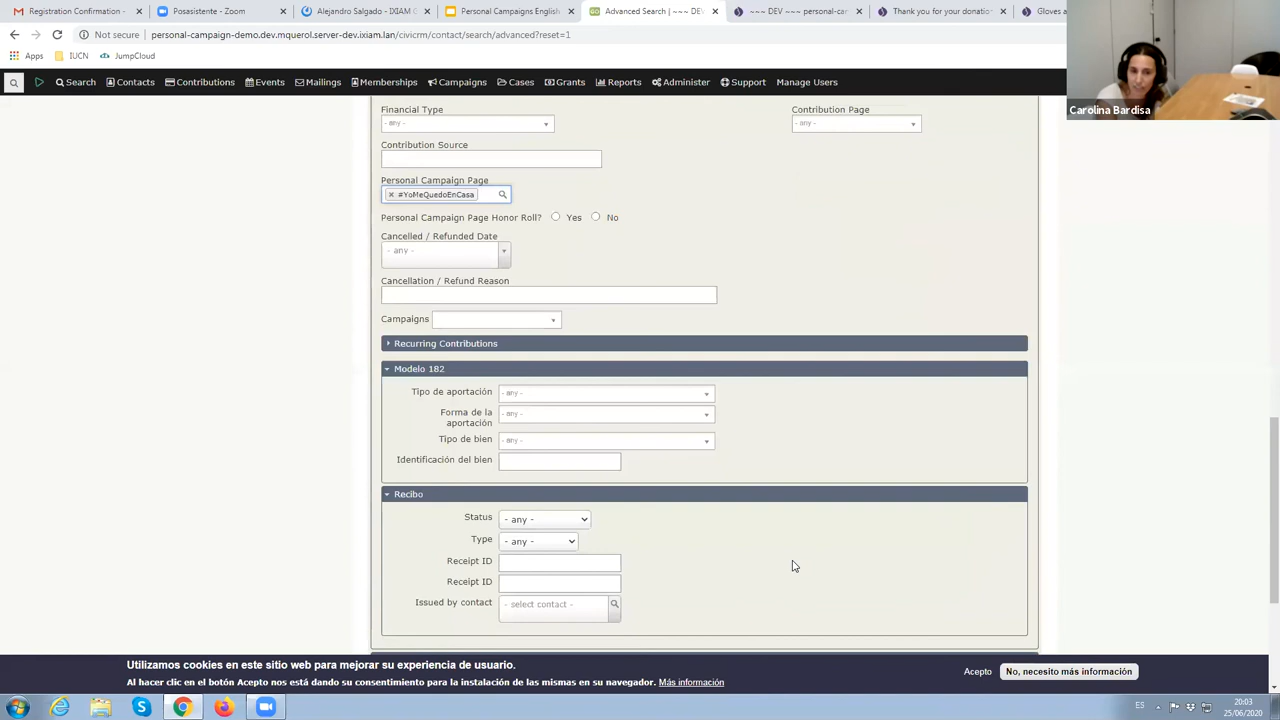 Registration Confirmation -
Posasistente - Zoom
Alejandro Salgado - IXIAM C
Personal Campaigns English
Advanced Search | ~~~ DEV
~~~ DEV ~~~ personal-ca
Thank you for your donatio
Gloves a
Not secure | personal-campaign-demo.dev.mquerol.server-dev.ixiam.lan/civicrm/contact/search/advanced?reset=1
Apps IUCN JumpCloud
Search Contacts Contributions Events Mailings Memberships Campaigns Cases Grants Reports Administer Support Manage Users
Carolina Bardisa
Financial Type Contribution Page
- any - - any -
Contribution Source
Personal Campaign Page
× #YoMeQuedoEnCasa
Personal Campaign Page Honor Roll? Yes No
Cancelled / Refunded Date
- any -
Cancellation / Refund Reason
Campaigns
Recurring Contributions
Modelo 182
Tipo de aportación - any -
Forma de la aportación - any -
Tipo de bien - any -
Identificación del bien
Recibo
Status - any -
Type - any -
Receipt ID
Receipt ID
Issued by contact - select contact -
Utilizamos cookies en este sitio web para mejorar su experiencia de usuario.
Al hacer clic en el botón Acepto nos está dando su consentimiento para la instalación de las mismas en su navegador. Más información
Acepto No, necesito más información
ES 20:03
25/06/2020